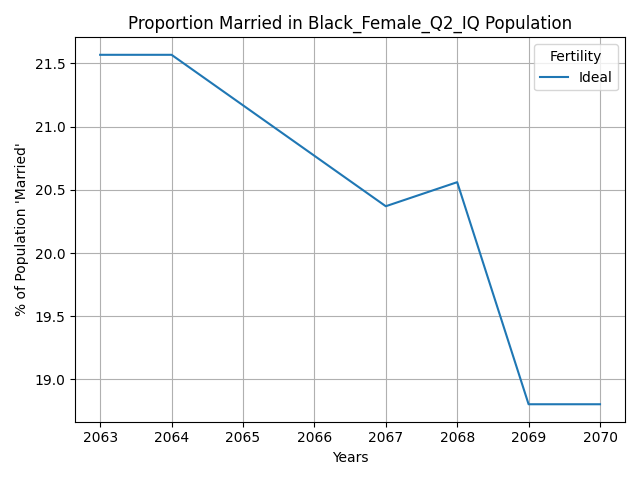 Proportion Married in Black_Female_Q2_IQ Population
Fertility
Ideal
% of Population 'Married'
21.5
21.0
20.5
20.0
19.5
19.0
2063 2064 2065 2066 2067 2068 2069 2070
Years